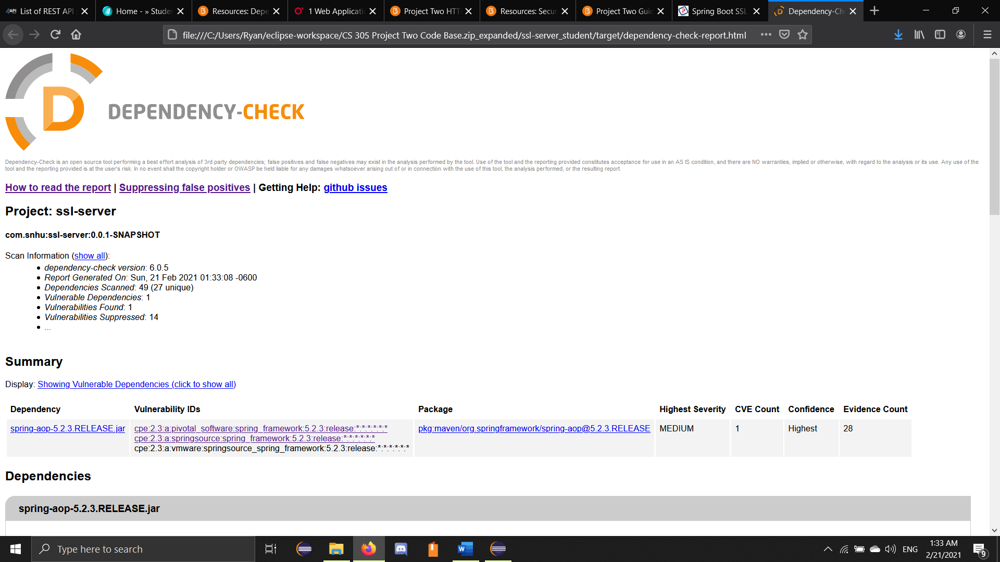 List of REST API
Home - » Studen
Resources: Depe
1 Web Applicati
Project Two HTT
Resources: Secur
Project Two Guid
Spring Boot SSL
Dependency-Che
file:///C:/Users/Ryan/eclipse-workspace/CS 305 Project Two Code Base.zip_expanded/ssl-server_student/target/dependency-check-report.html
D
DEPENDENCY-CHECK
Dependency-Check is an open source tool performing a best effort analysis of 3rd party dependencies; false positives and false negatives may exist in the analysis performed by the tool. Use of the tool and the reporting provided constitutes acceptance for use in an AS IS condition, and there are NO warranties, implied or otherwise, with regard to the analysis or its use. Any use of the
tool and the reporting provided is at the user's risk. In no event shall the copyright holder or OWASP be held liable for any damages whatsoever arising out of or in connection with the use of this tool, the analysis performed, or the resulting report.
How to read the report | Suppressing false positives | Getting Help: github issues
Project: ssl-server
com.snhu:ssl-server:0.0.1-SNAPSHOT
Scan Information (show all):
• dependency-check version: 6.0.5
• Report Generated On: Sun, 21 Feb 2021 01:33:08 -0600
• Dependencies Scanned: 49 (27 unique)
• Vulnerable Dependencies: 1
• Vulnerabilities Found: 1
• Vulnerabilities Suppressed: 14
• ...
Summary
Display: Showing Vulnerable Dependencies (click to show all)
Dependency Vulnerability IDs Package Highest Severity CVE Count Confidence Evidence Count
spring-aop-5.2.3.RELEASE.jar cpe:2.3:a:pivotal_software:spring_framework:5.2.3:release:*:*:*:*:*:* pkg:maven/org.springframework/spring-aop@5.2.3.RELEASE MEDIUM 1 Highest 28
cpe:2.3:a:springsource:spring_framework:5.2.3:release:*:*:*:*:*:*
cpe:2.3:a:vmware:springsource_spring_framework:5.2.3:release:*:*:*:*:*:*
Dependencies
spring-aop-5.2.3.RELEASE.jar
Type here to search
ENG
1:33 AM
2/21/2021
9